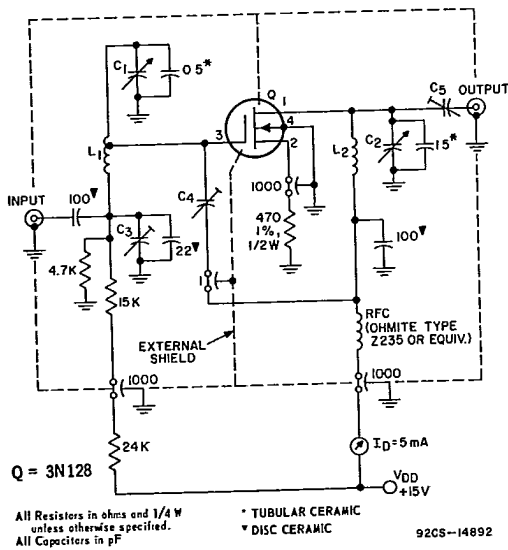 C1
0.5*
Q
1
C5
OUTPUT
4
3
2
L1
L2
C2
15*
INPUT
100▼
C4
1000
C3
22▼
470
1%,
1/2W
100▼
4.7K
15K
1
EXTERNAL
SHIELD
RFC
(OHMITE TYPE
Z235 OR EQUIV.)
1000
1000
24K
ID=5mA
Q = 3N128
VDD
+15V
All Resistors in ohms and 1/4 W
unless otherwise specified.
All Capacitors in pF
* TUBULAR CERAMIC
▼ DISC CERAMIC
92CS-14892